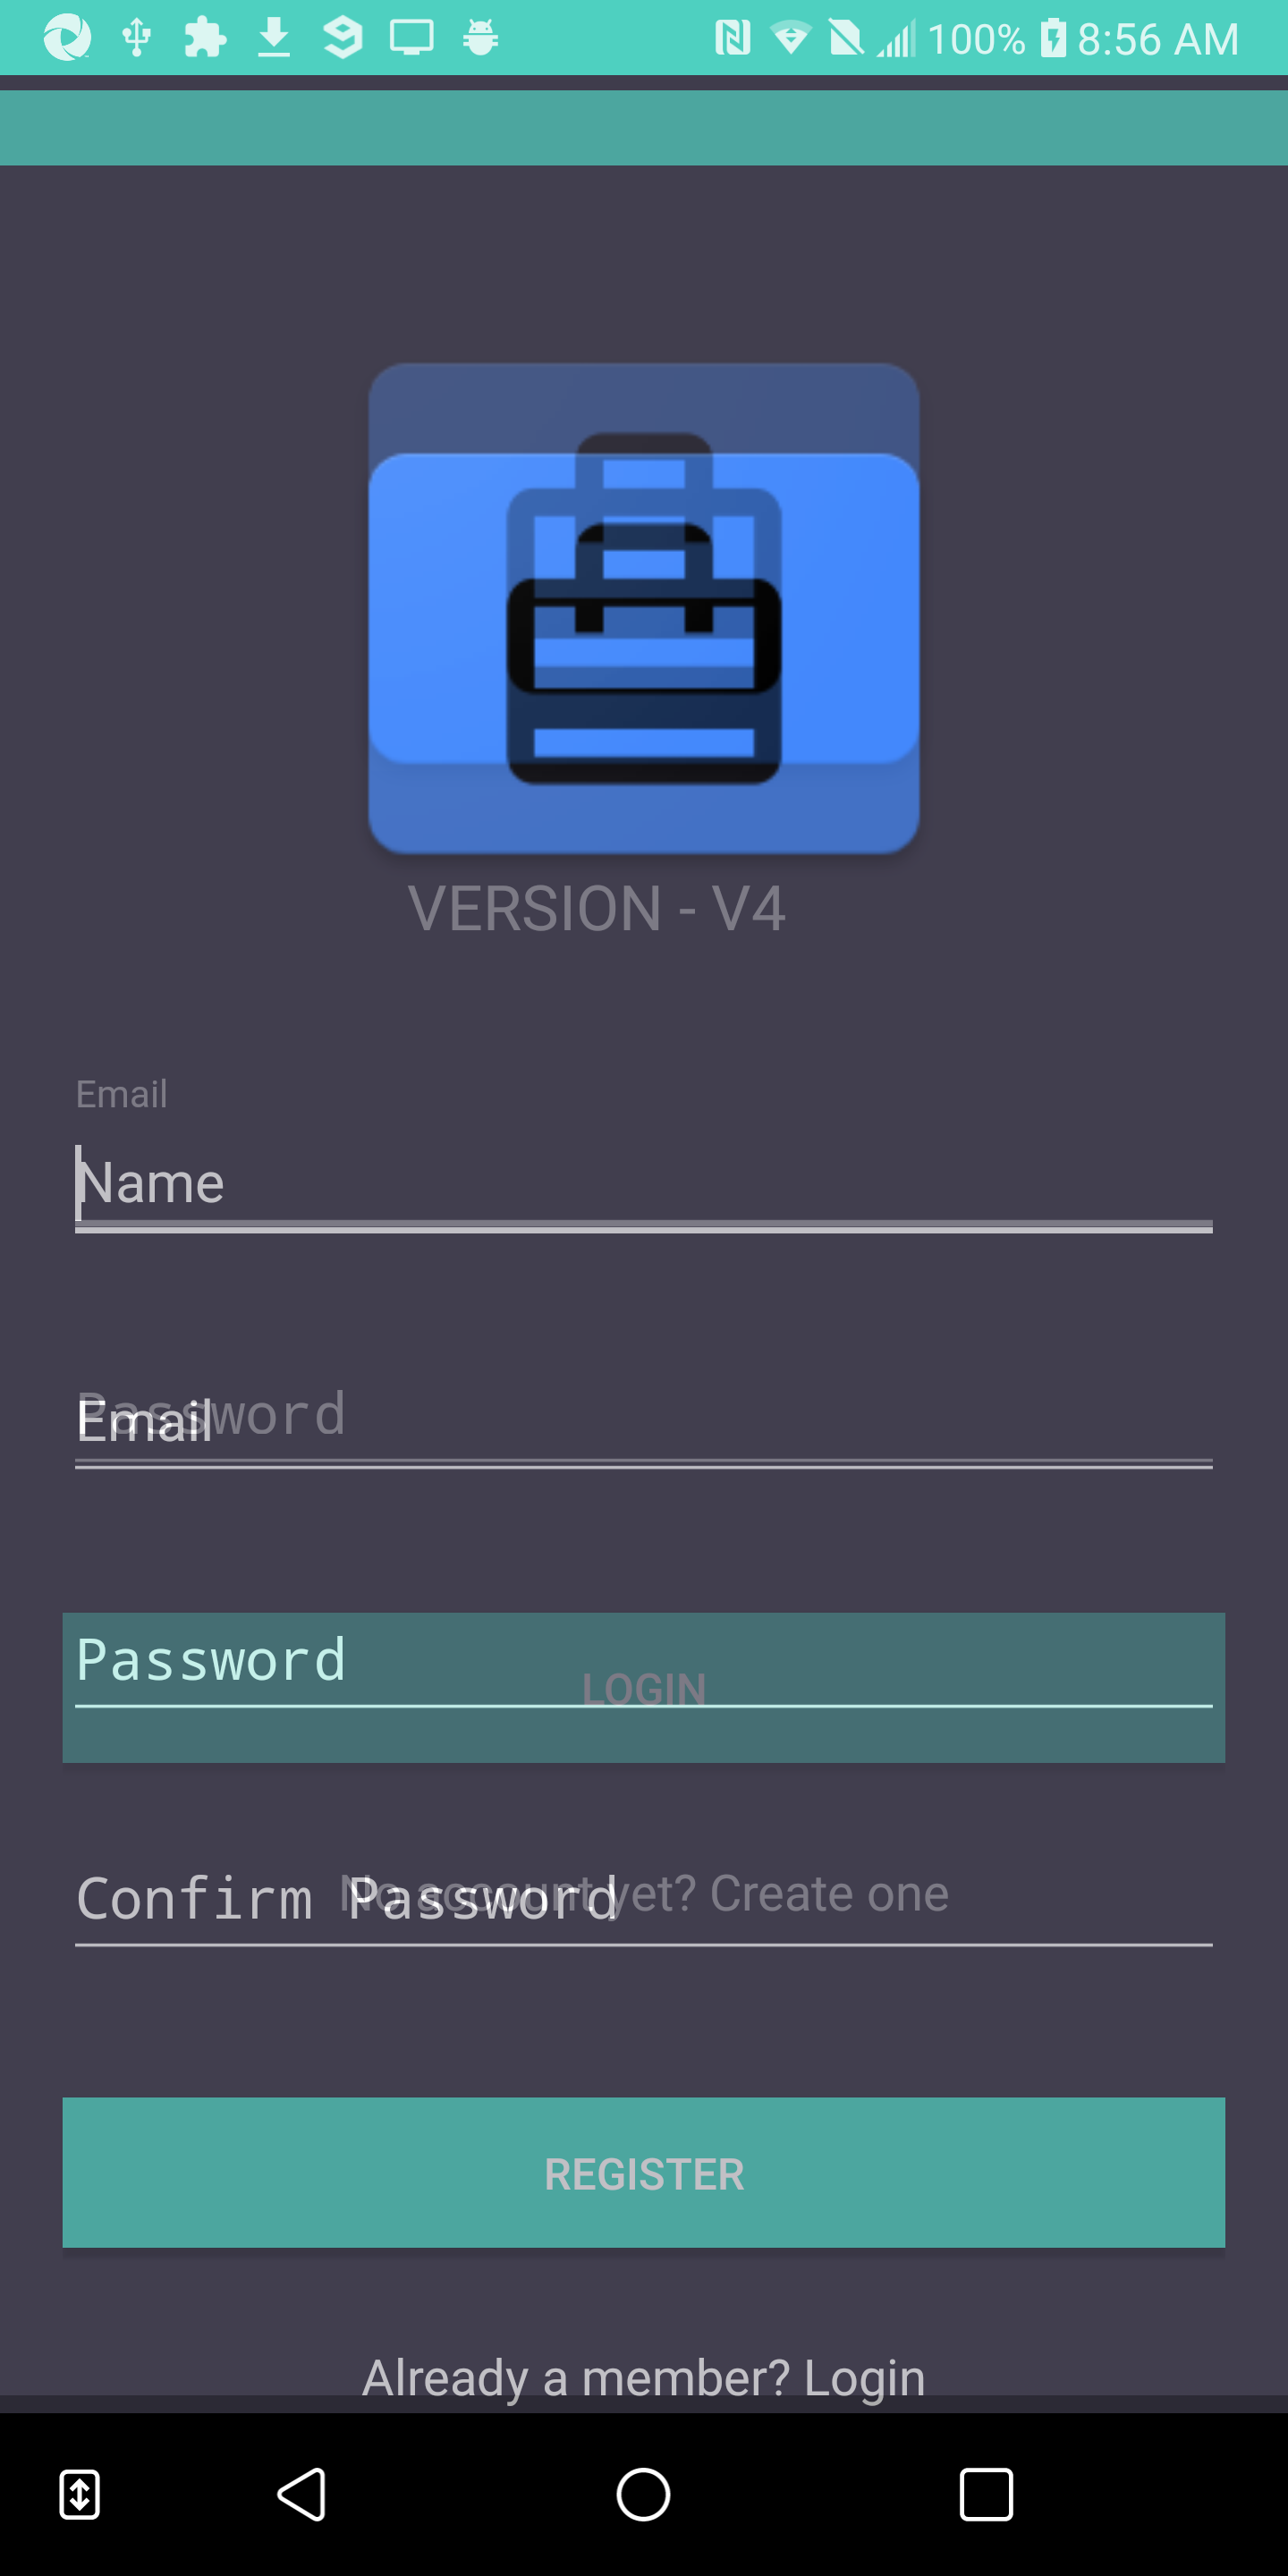 100% 8:56 AM
VERSION - V4
Email
Name
Password
Email
Password
LOGIN
Confirm Password
No account yet? Create one
REGISTER
Already a member? Login